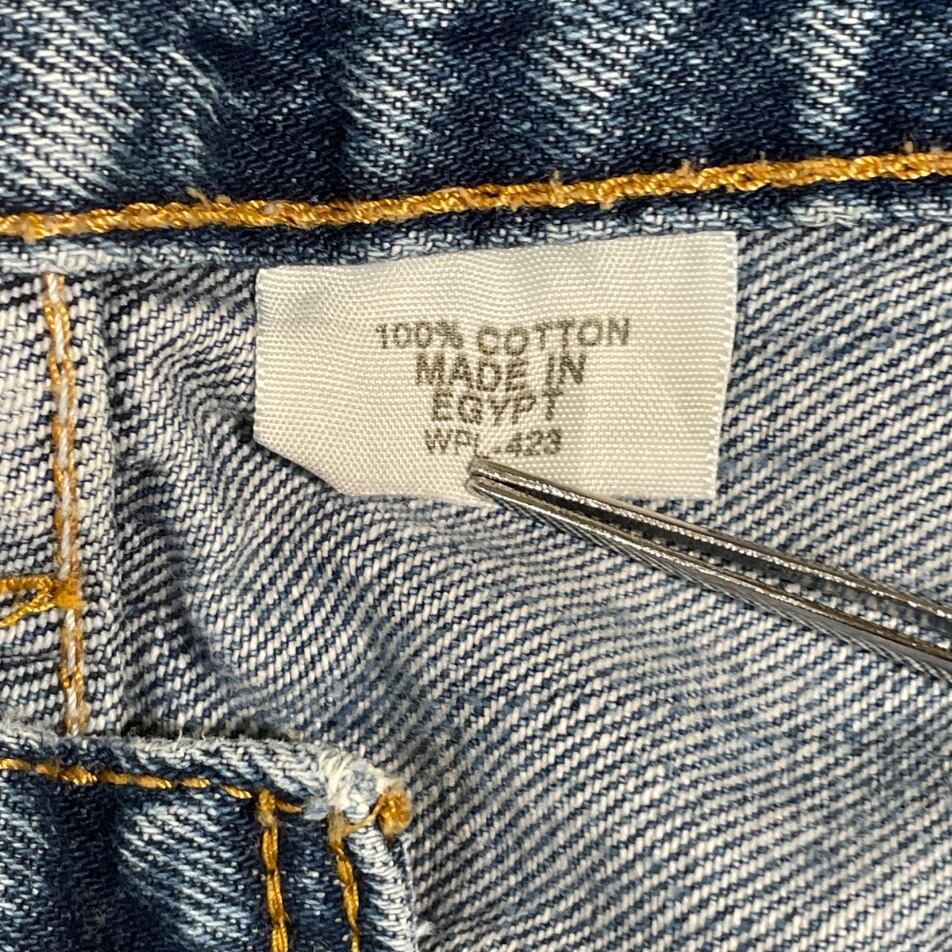 100% COTTON
MADE IN
EGYPT
WPL-423